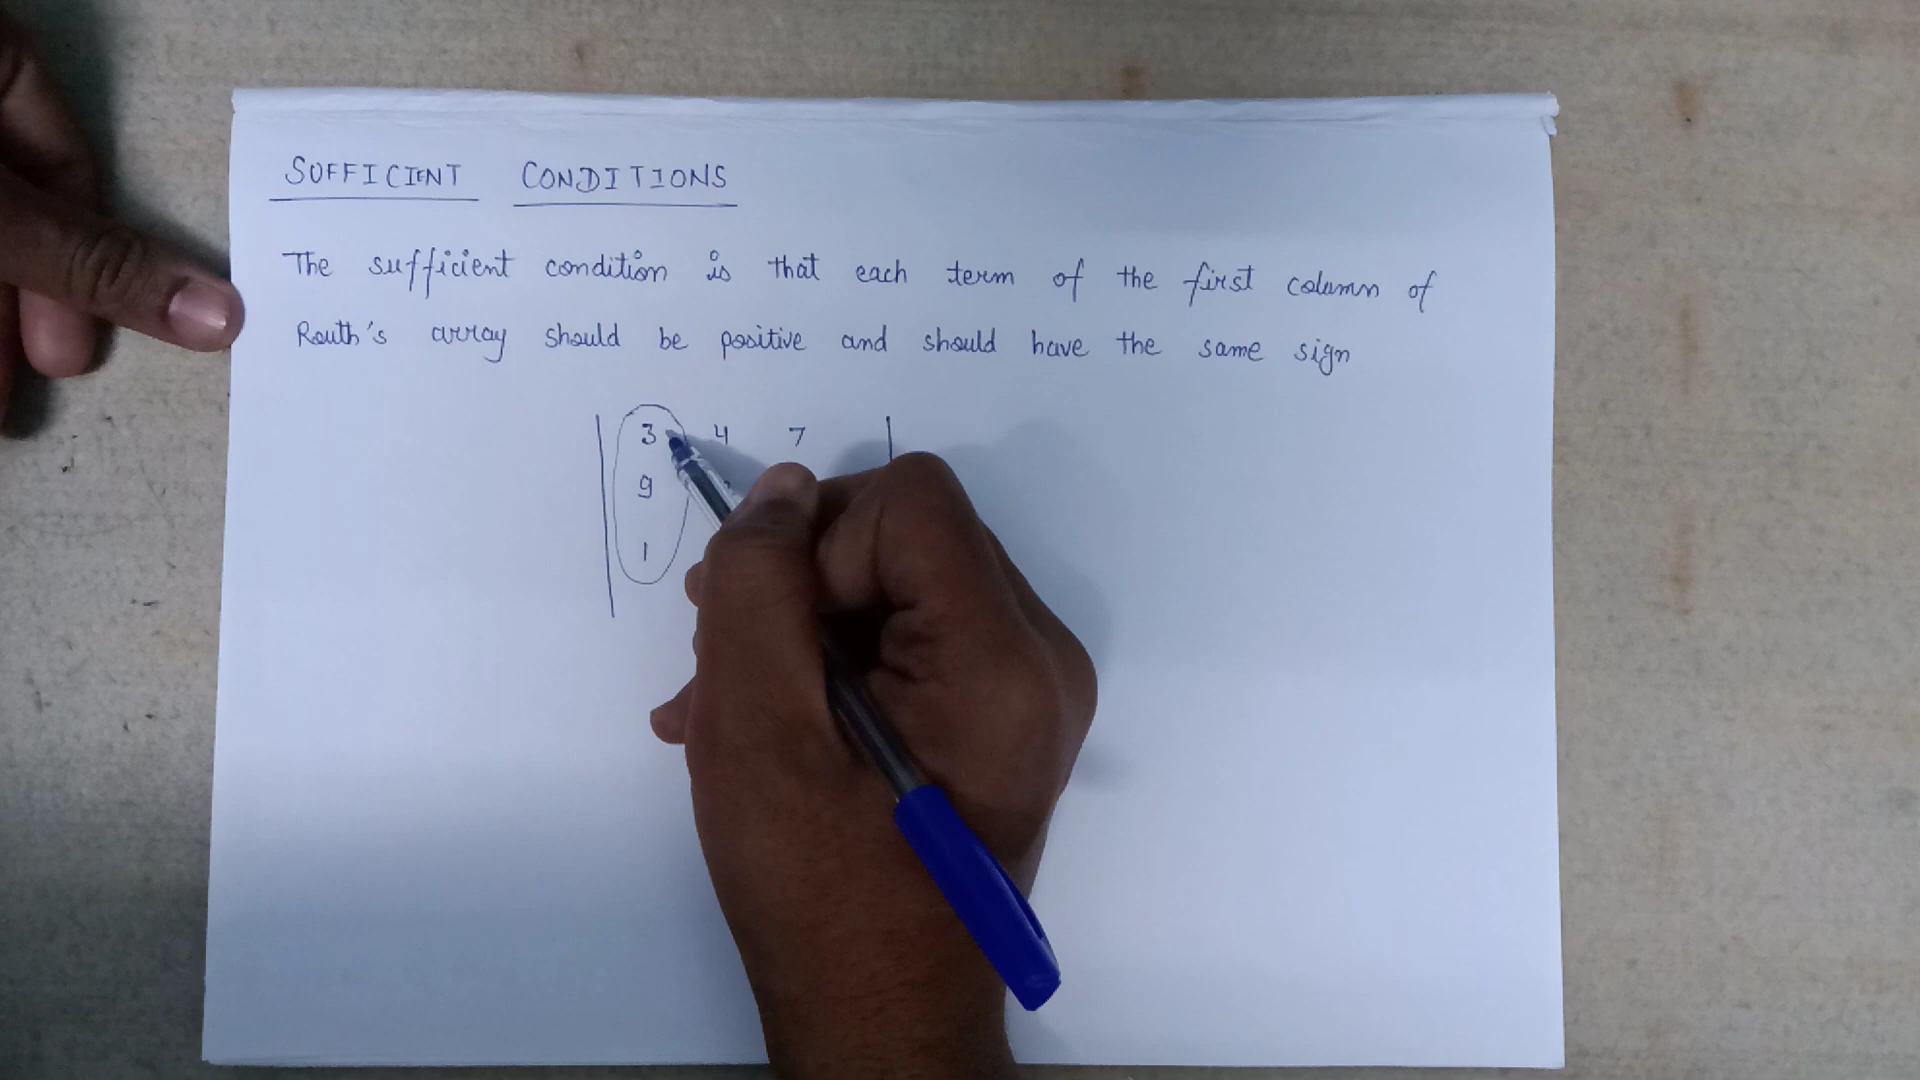 SUFFICIENT CONDITIONS
The sufficient condition is that each term of the first column of
Routh's array should be positive and should have the same sign
3 4 7
9
1